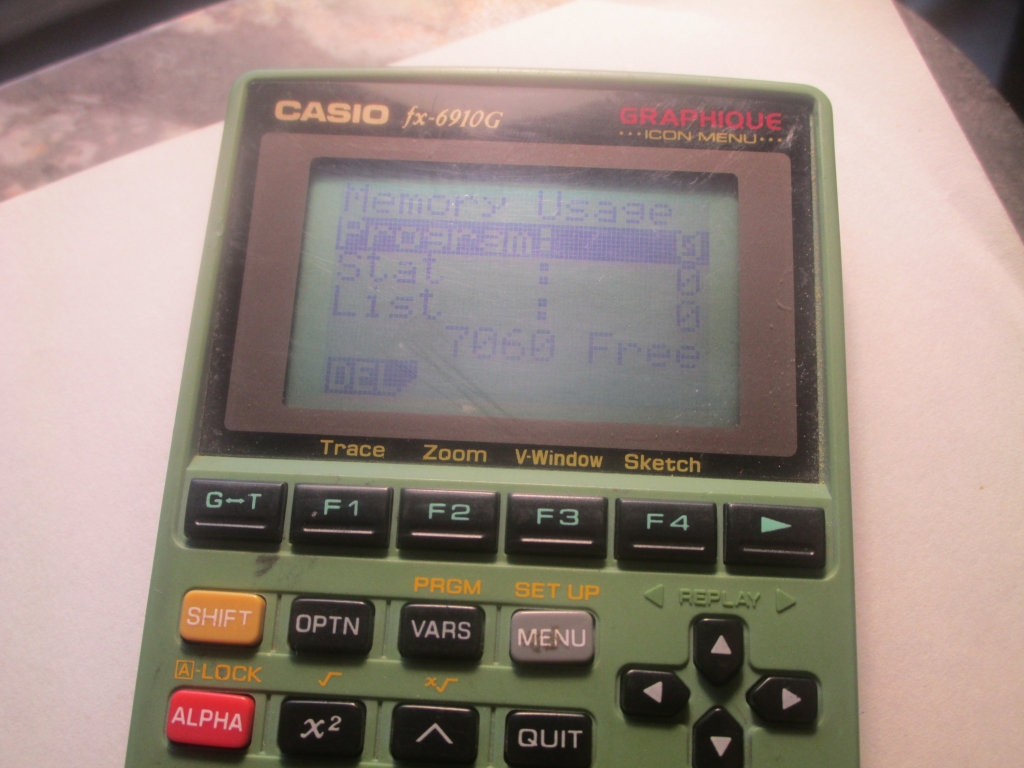 CASIO fx-6910G GRAPHIQUE
•••ICON MENU•••
Memory Usage
Program: 0
Stat : 0
List : 0
7060 Free
DEL
Trace Zoom V-Window Sketch
G↔T F1 F2 F3 F4 ▶
PRGM SET UP
SHIFT OPTN VARS MENU
◁ REPLAY ▷
A-LOCK √ x√
ALPHA x² ^ QUIT